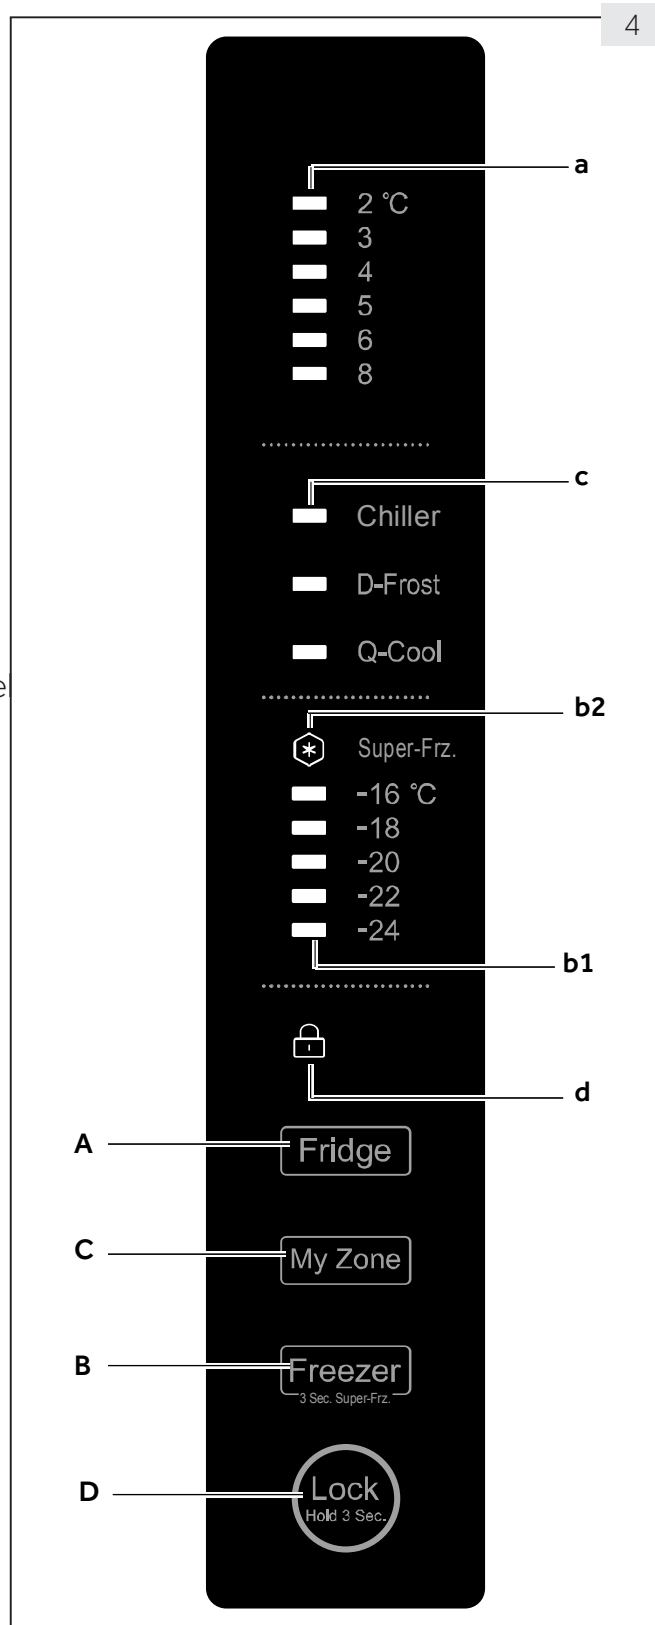 4
a
2 °C
3
4
5
6
8
c
Chiller
D-Frost
Q-Cool
b2
Super-Frz.
-16 °C
-18
-20
-22
-24
b1
d
A
Fridge
C
My Zone
B
Freezer
3 Sec. Super-Frz.
D
Lock
Hold 3 Sec.